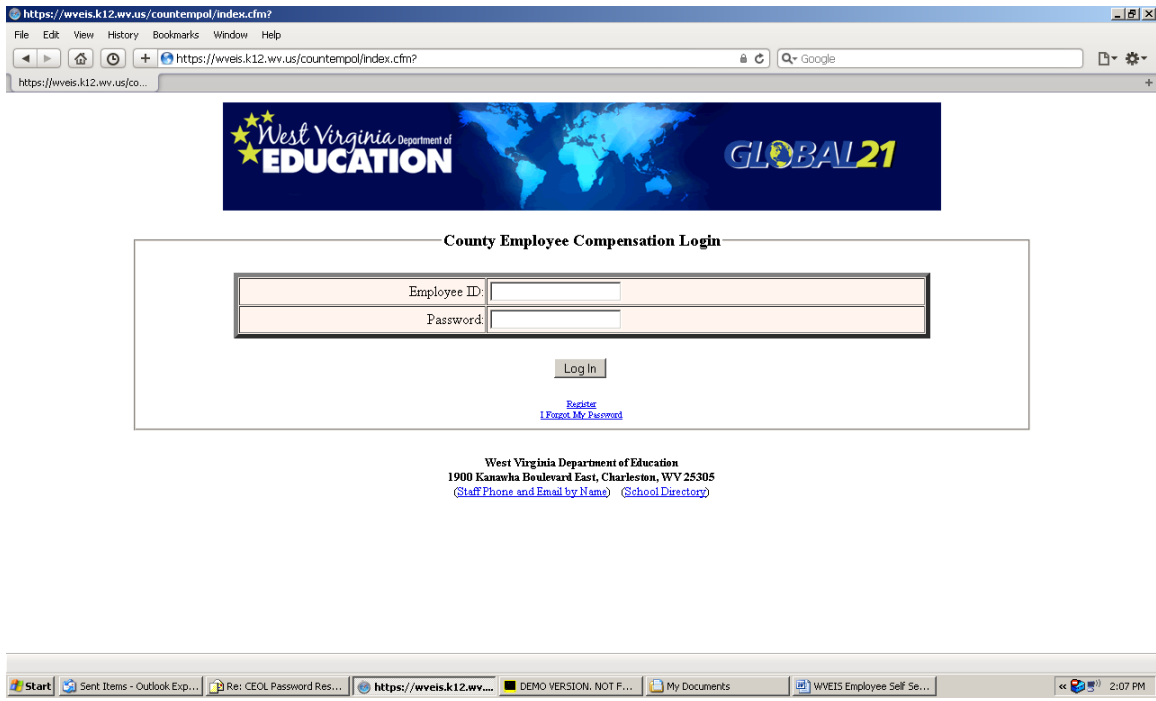 https://wveis.k12.wv.us/countempol/index.cfm?
File Edit View History Bookmarks Window Help
https://wveis.k12.wv.us/countempol/index.cfm? Google
https://wveis.k12.wv.us/co...
West Virginia Department of
EDUCATION
GLOBAL21
County Employee Compensation Login
Employee ID:
Password:
Log In
Register
I Forgot My Password
West Virginia Department of Education
1900 Kanawha Boulevard East, Charleston, WV 25305
(Staff Phone and Email by Name) (School Directory)
Start Sent Items - Outlook Exp... Re: CEOL Password Res... https://wveis.k12.wv.... DEMO VERSION. NOT F... My Documents WVEIS Employee Self Se... 2:07 PM